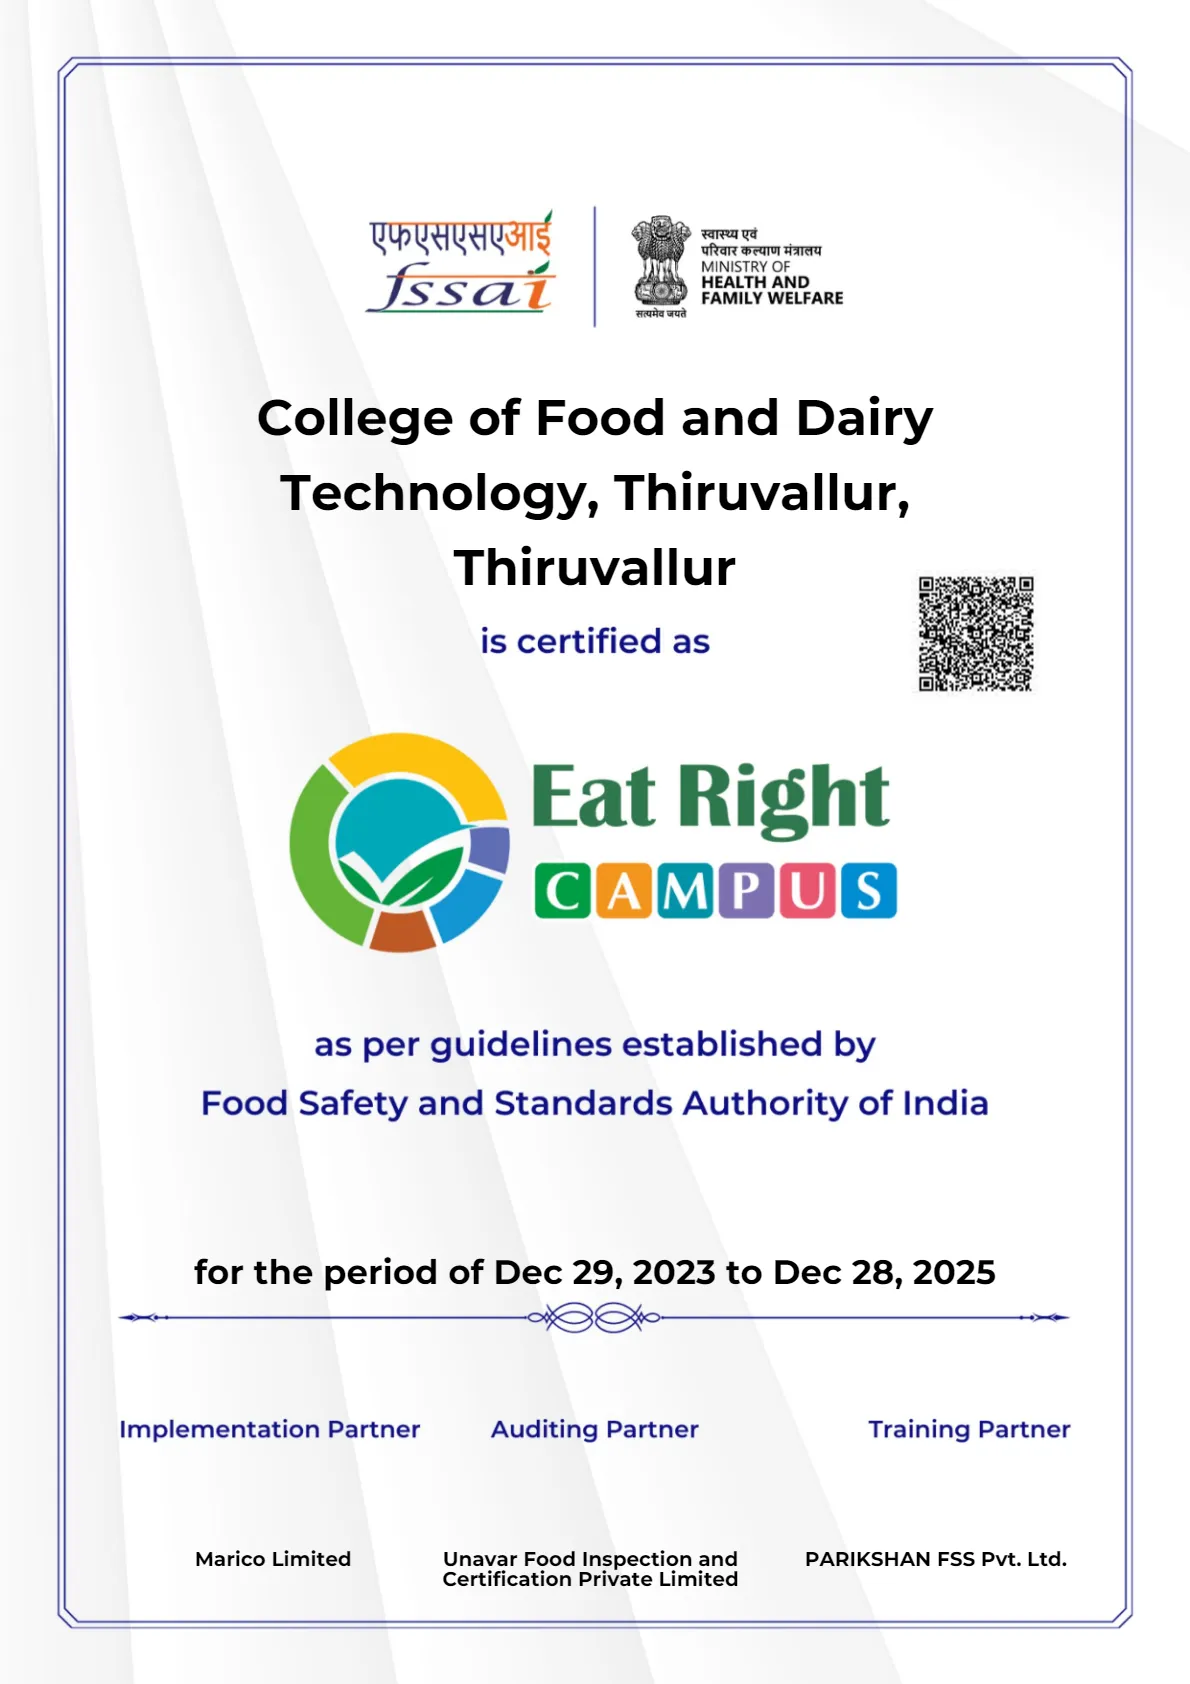 एफएसएसएआई
fssai
स्वास्थ्य एवं
परिवार कल्याण मंत्रालय
MINISTRY OF
HEALTH AND
FAMILY WELFARE
सत्यमेव जयते
College of Food and Dairy
Technology, Thiruvallur,
Thiruvallur
is certified as
Eat Right
CAMPUS
as per guidelines established by
Food Safety and Standards Authority of India
for the period of Dec 29, 2023 to Dec 28, 2025
Implementation Partner
Auditing Partner
Training Partner
Marico Limited
Unavar Food Inspection and
Certification Private Limited
PARIKSHAN FSS Pvt. Ltd.